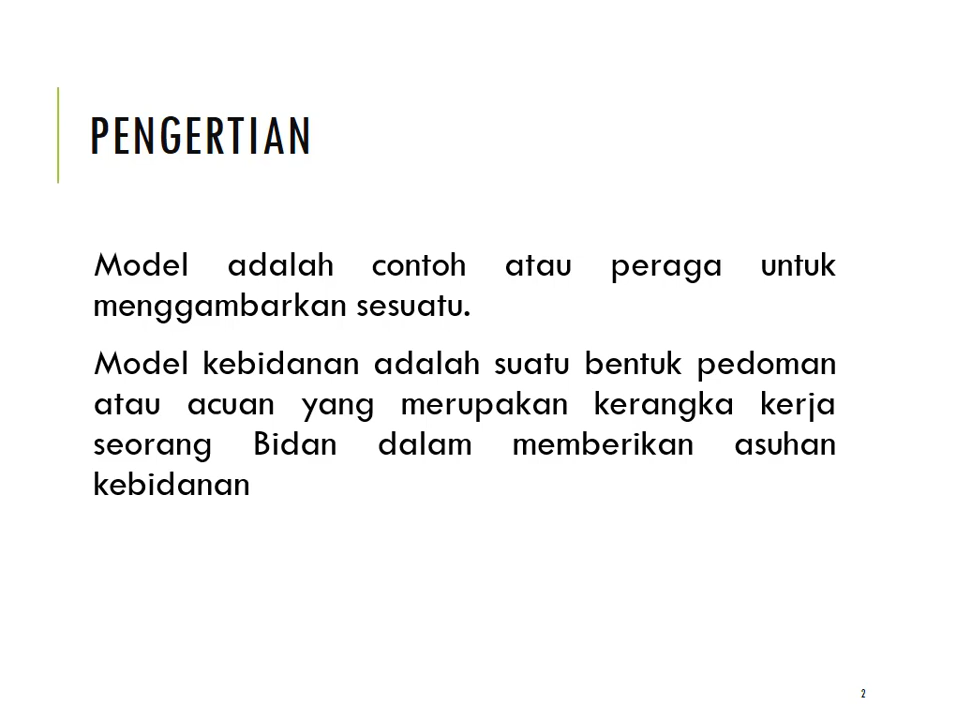 PENGERTIAN
Model adalah contoh atau peraga untuk
menggambarkan sesuatu.
Model kebidanan adalah suatu bentuk pedoman
atau acuan yang merupakan kerangka kerja
seorang Bidan dalam memberikan asuhan
kebidanan
2